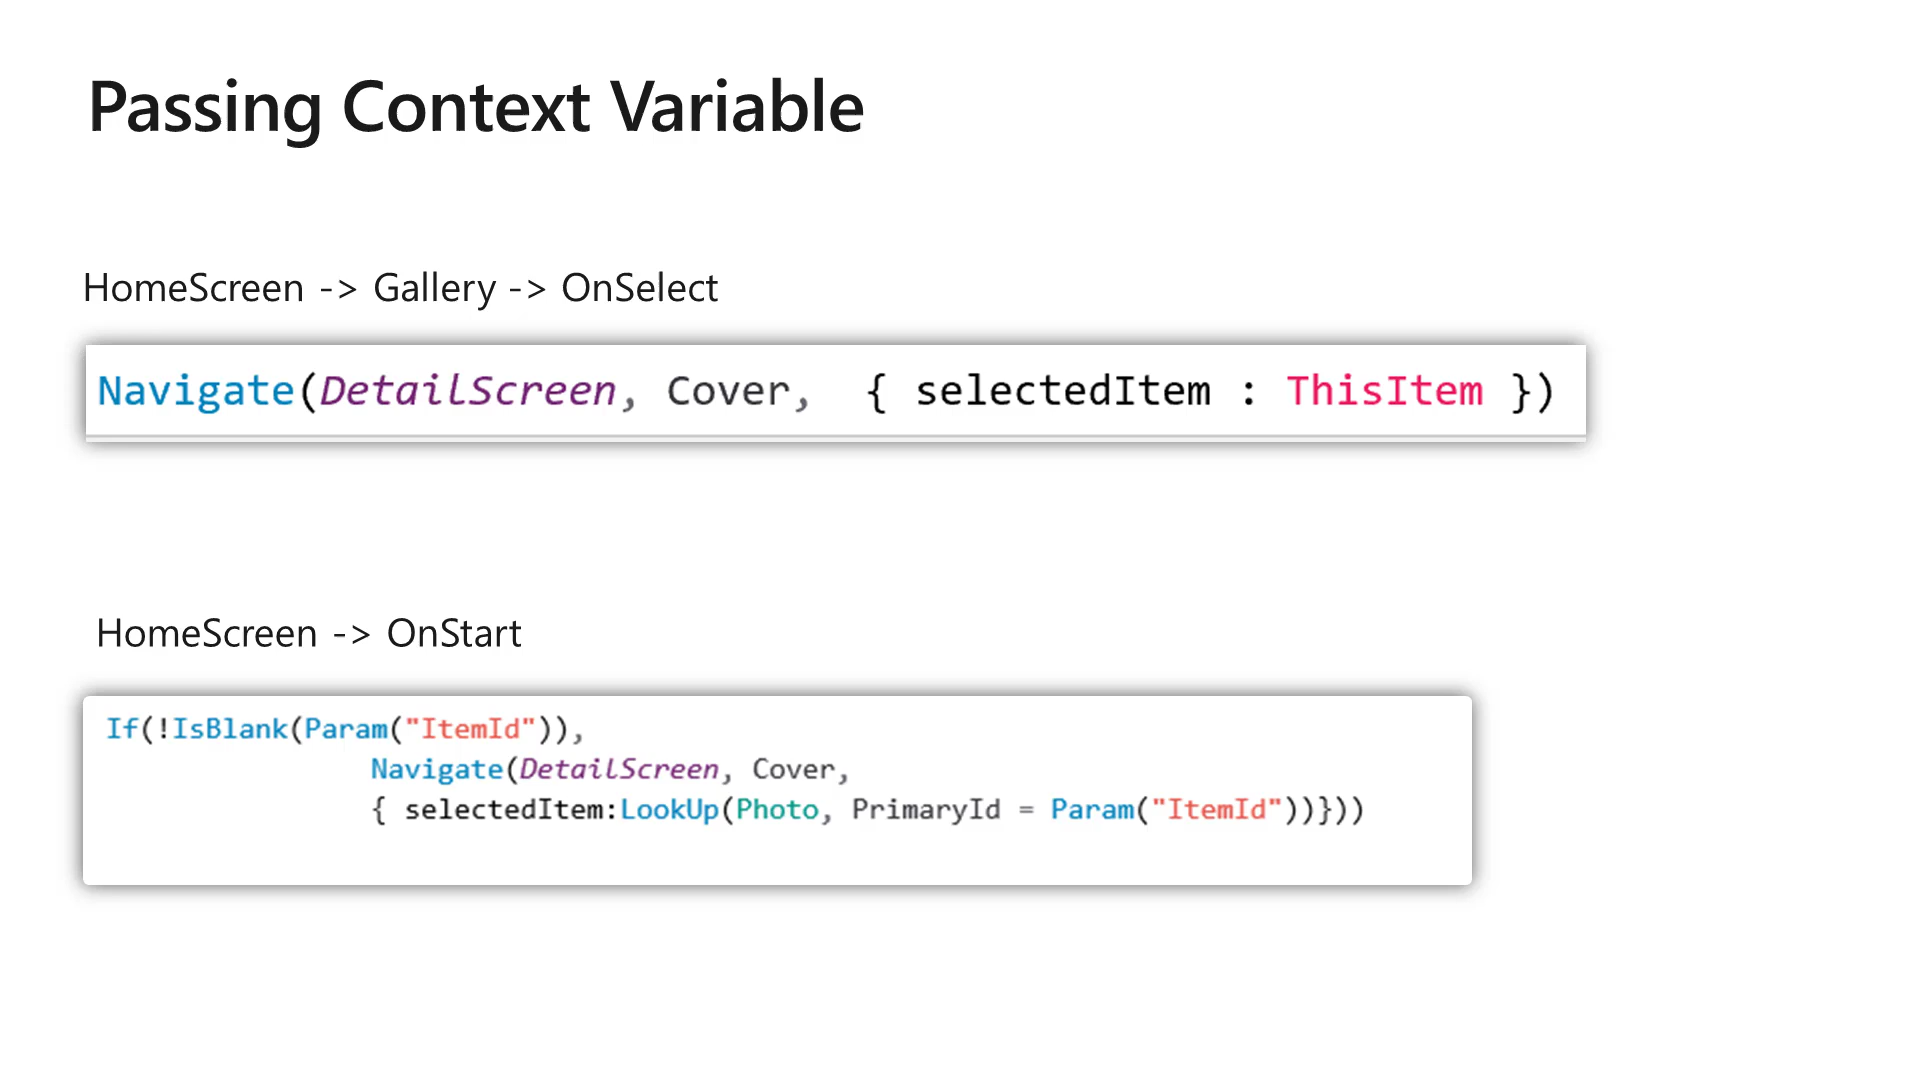 Passing Context Variable
HomeScreen -> Gallery -> OnSelect
Navigate(DetailScreen, Cover,  { selectedItem : ThisItem })
HomeScreen -> OnStart
If(!IsBlank(Param("ItemId")),
Navigate(DetailScreen, Cover,
{ selectedItem:LookUp(Photo, PrimaryId = Param("ItemId"))}))